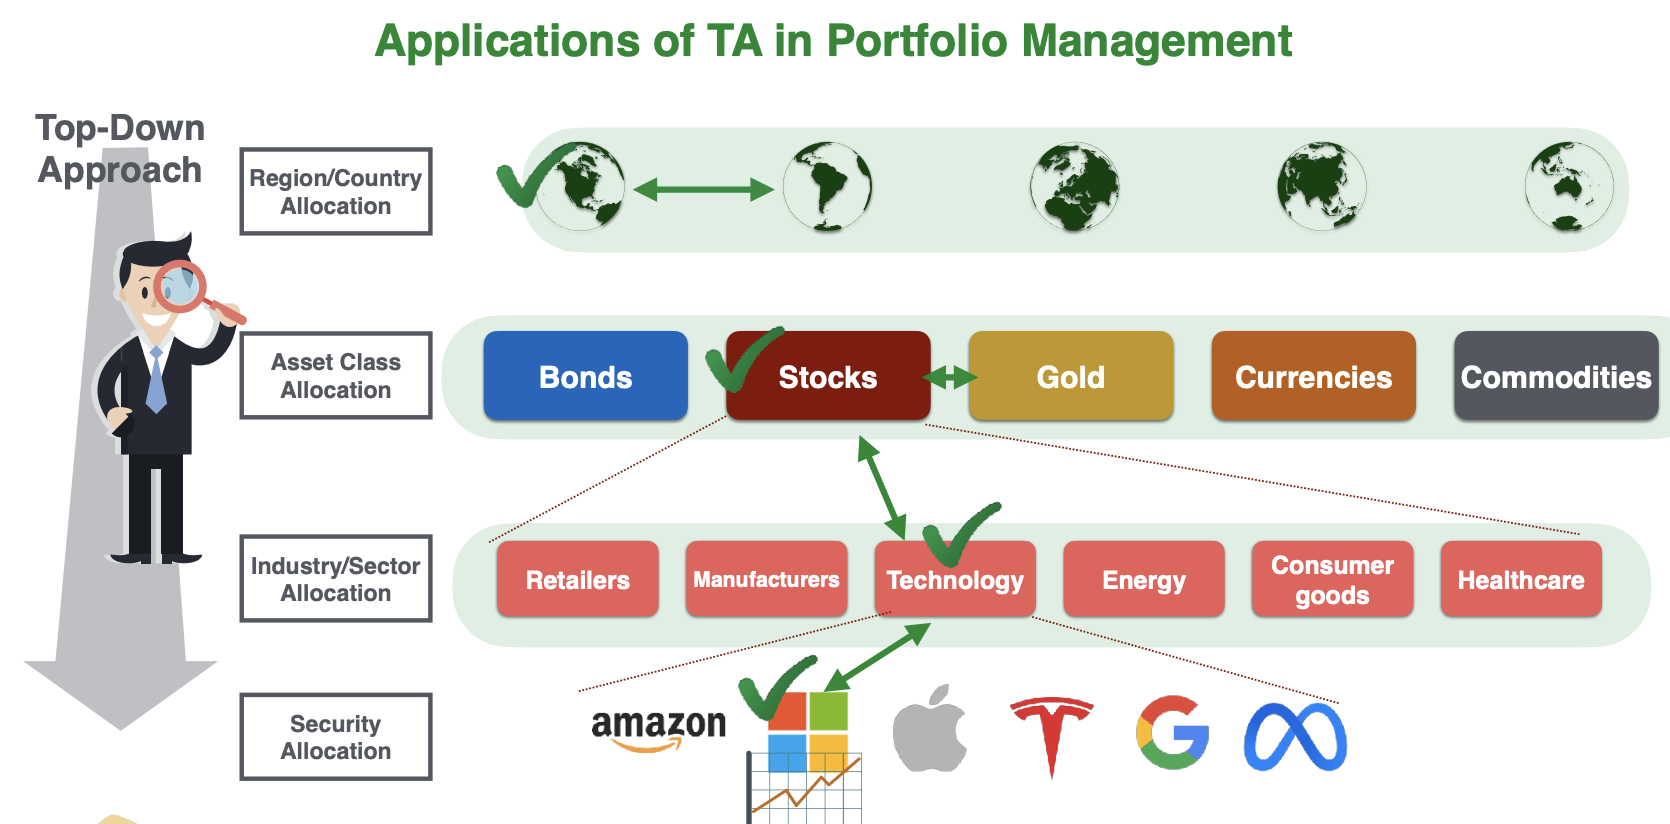 Applications of TA in Portfolio Management
Top-Down
Approach
Region/Country
Allocation
Asset Class
Allocation
Bonds
Stocks
Gold
Currencies
Commodities
Industry/Sector
Allocation
Retailers
Manufacturers
Technology
Energy
Consumer
goods
Healthcare
Security
Allocation
amazon